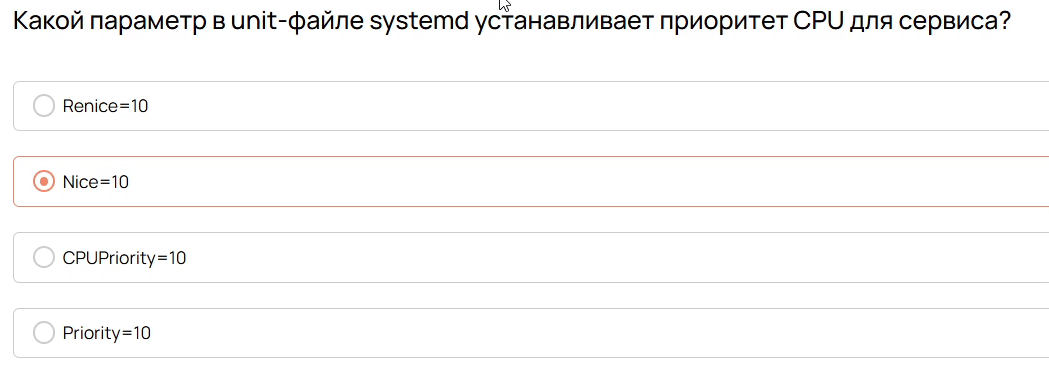 Какой параметр в unit-файле systemd устанавливает приоритет CPU для сервиса?
Renice=10
Nice=10
CPUPriority=10
Priority=10